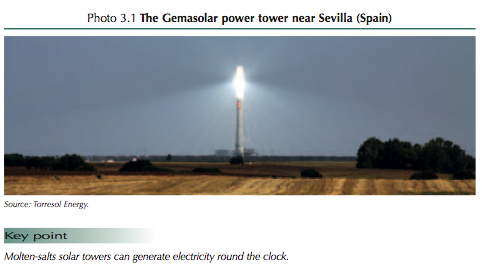 Photo 3.1 The Gemasolar power tower near Sevilla (Spain)
Source: Torresol Energy.
Key point
Molten-salts solar towers can generate electricity round the clock.